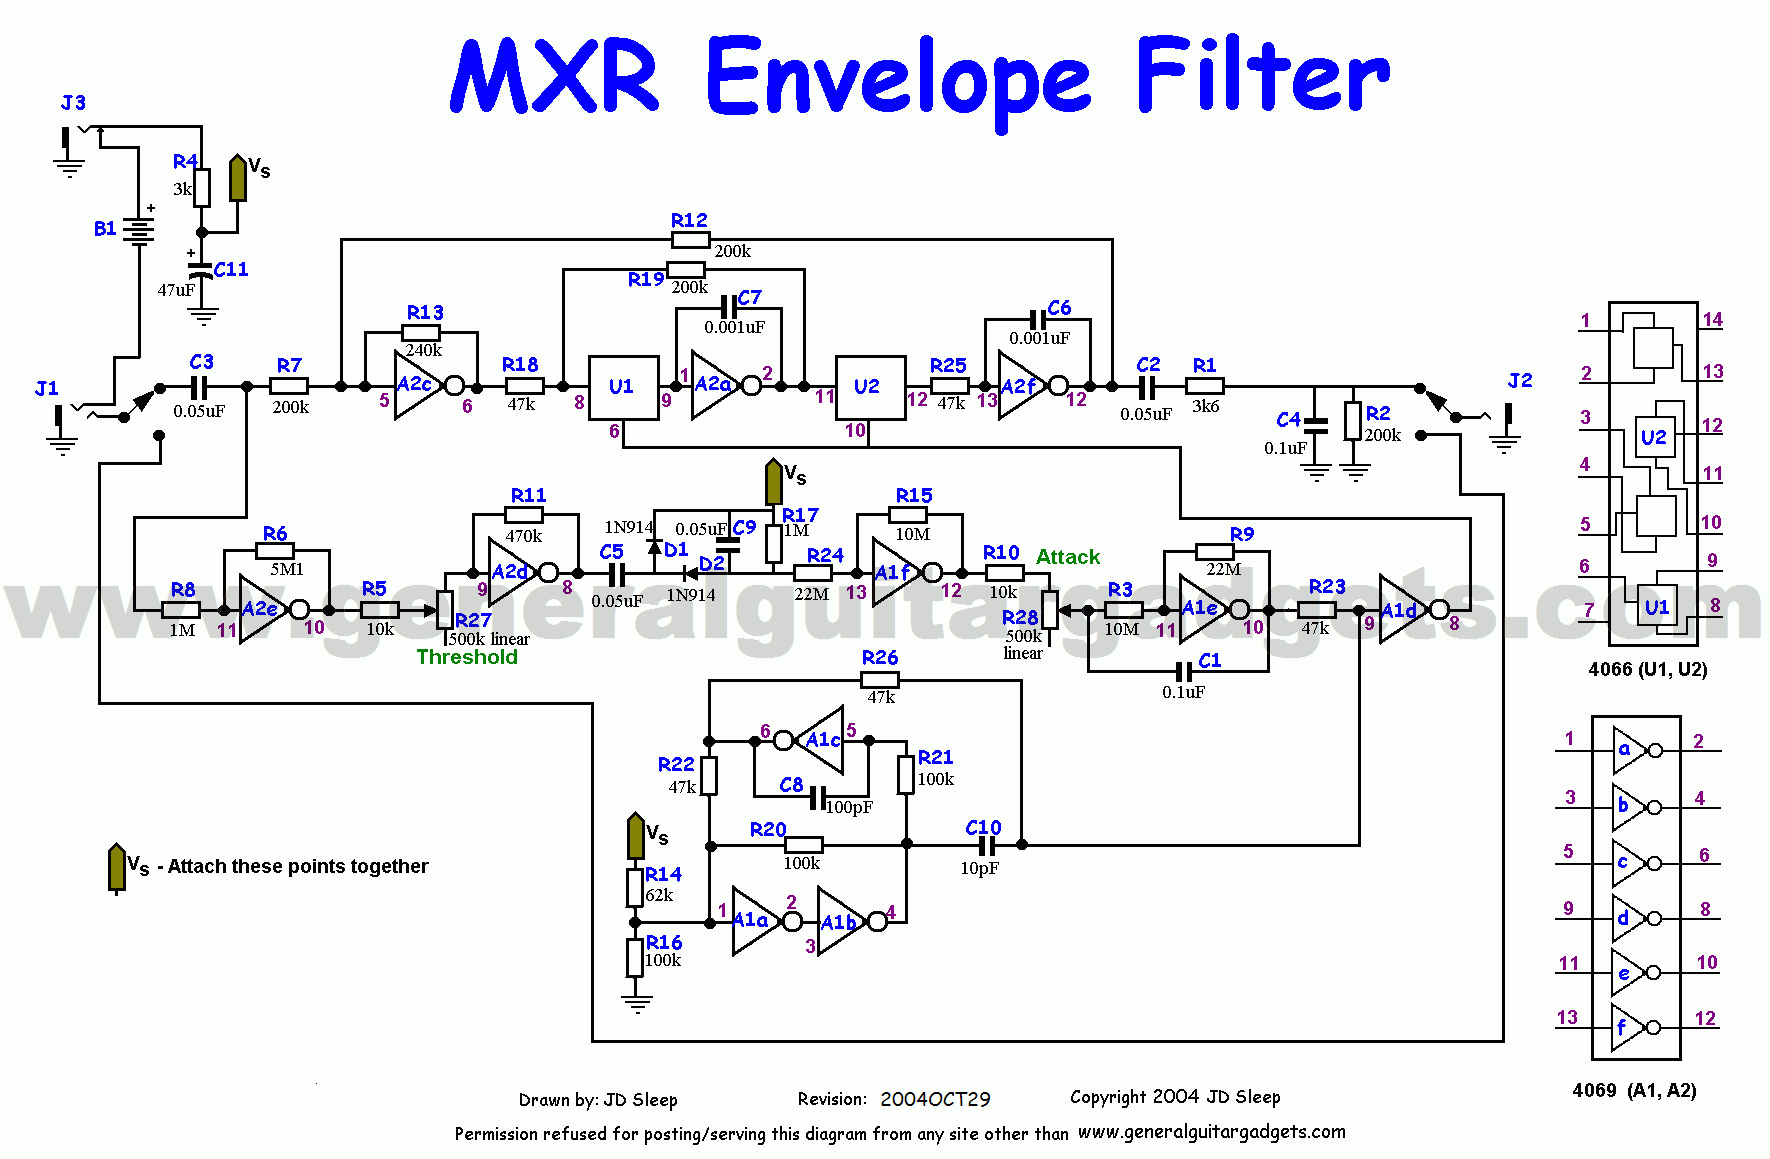 MXR Envelope Filter
J3
R4
3k
Vs
+
B1
+
C11
47uF
R12
200k
R19
200k
C7
0.001uF
C6
0.001uF
R13
240k
C3
0.05uF
R7
200k
A2c
5
6
R18
47k
U1
8
9
6
1
A2a
2
11
U2
12
10
R25
47k
13
A2f
12
C2
0.05uF
R1
3k6
J1
J2
C4
0.1uF
R2
200k
R8
1M
R6
5M1
11
A2e
10
R5
10k
R27
500k linear
Threshold
R11
470k
9
A2d
8
C5
0.05uF
1N914
D1
0.05uF
C9
D2
1N914
Vs
R17
1M
R24
22M
R15
10M
13
A1f
12
R10
10k
Attack
R28
500k
linear
R3
10M
R9
22M
11
A1e
10
C1
0.1uF
R23
47k
9
A1d
8
www.generalguitargadgets.com
R26
47k
6
A1c
5
C8
100pF
R22
47k
R21
100k
R20
100k
C10
10pF
Vs
R14
62k
R16
100k
1
A1a
2
3
A1b
4
Vs - Attach these points together
1
14
2
13
3
U2
12
4
11
5
10
6
9
7
U1
8
4066 (U1, U2)
1
a
2
3
b
4
5
c
6
9
d
8
11
e
10
13
f
12
4069 (A1, A2)
Drawn by: JD Sleep
Revision: 2004OCT29
Copyright 2004 JD Sleep
Permission refused for posting/serving this diagram from any site other than www.generalguitargadgets.com